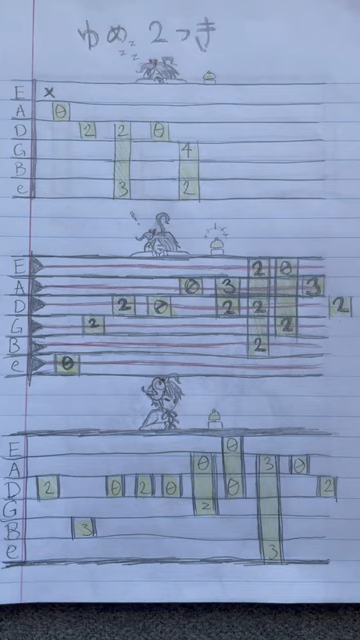 ゆめ 2っき
z z z
E x
A 0
D 2 2 0
G 4
B
e 3 2
!
E 2 0
A 0 3 3
D 2 0 2 2 2
G 2 2
B 2
e 0
E 0
A 0 3 0
D 2 0 2 0 0 2
G 2
B 3
e 3